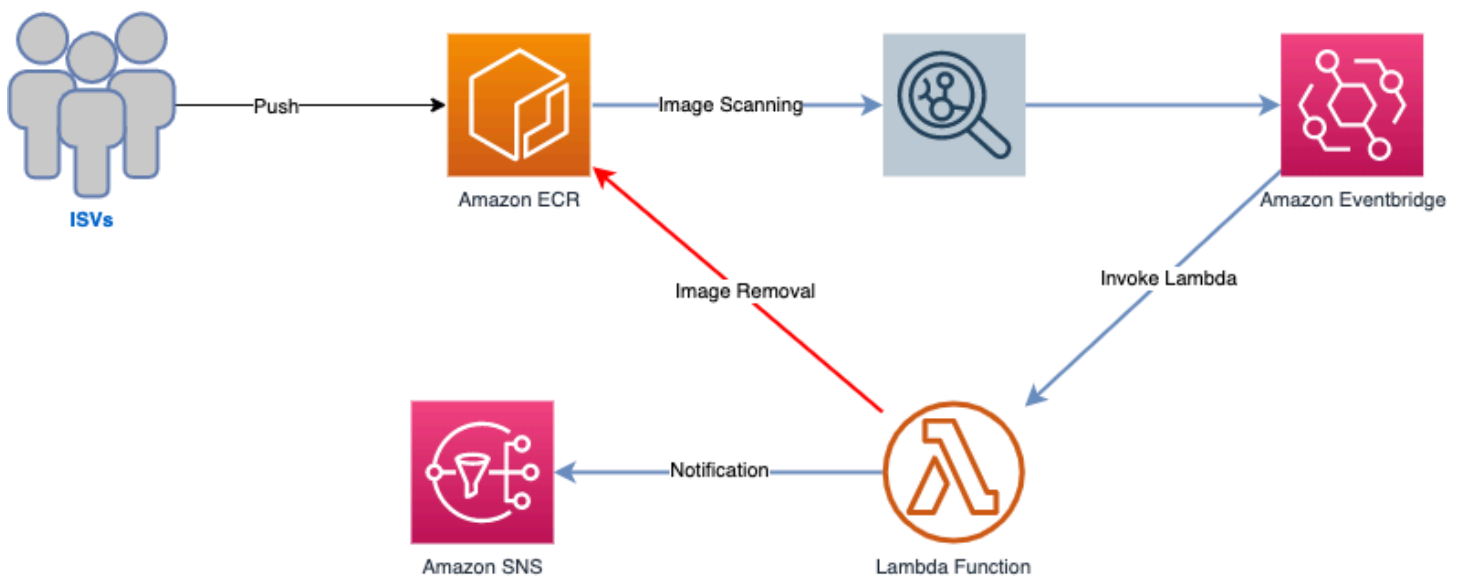 Push
Image Scanning
ISVs
Amazon ECR
Amazon Eventbridge
Image Removal
Invoke Lambda
Notification
Amazon SNS
Lambda Function